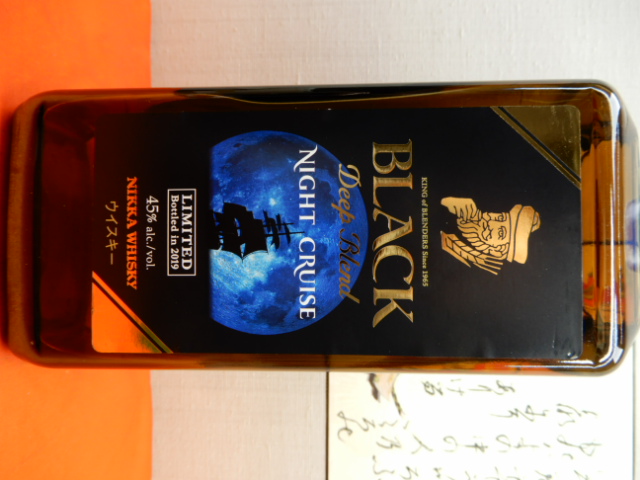 KING of BLENDERS Since 1965
BLACK
Deep Blend
NIGHT CRUISE
LIMITED
Bottled in 2019
45% alc./vol.
NIKKA WHISKY
ウイスキー